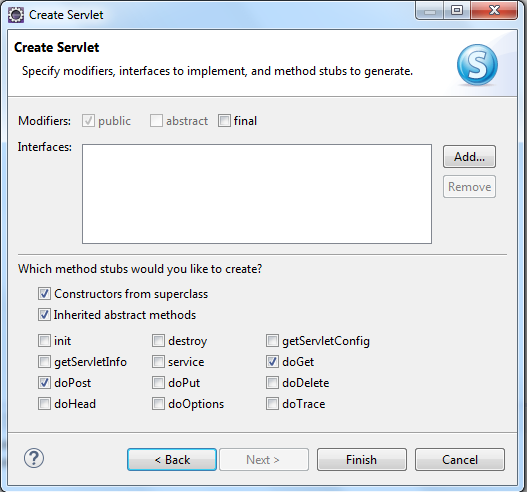 Create Servlet
Create Servlet
Specify modifiers, interfaces to implement, and method stubs to generate.
S
Modifiers: public abstract final
Interfaces:
Add...
Remove
Which method stubs would you like to create?
Constructors from superclass
Inherited abstract methods
init destroy getServletConfig
getServletInfo service doGet
doPost doPut doDelete
doHead doOptions doTrace
? < Back Next > Finish Cancel